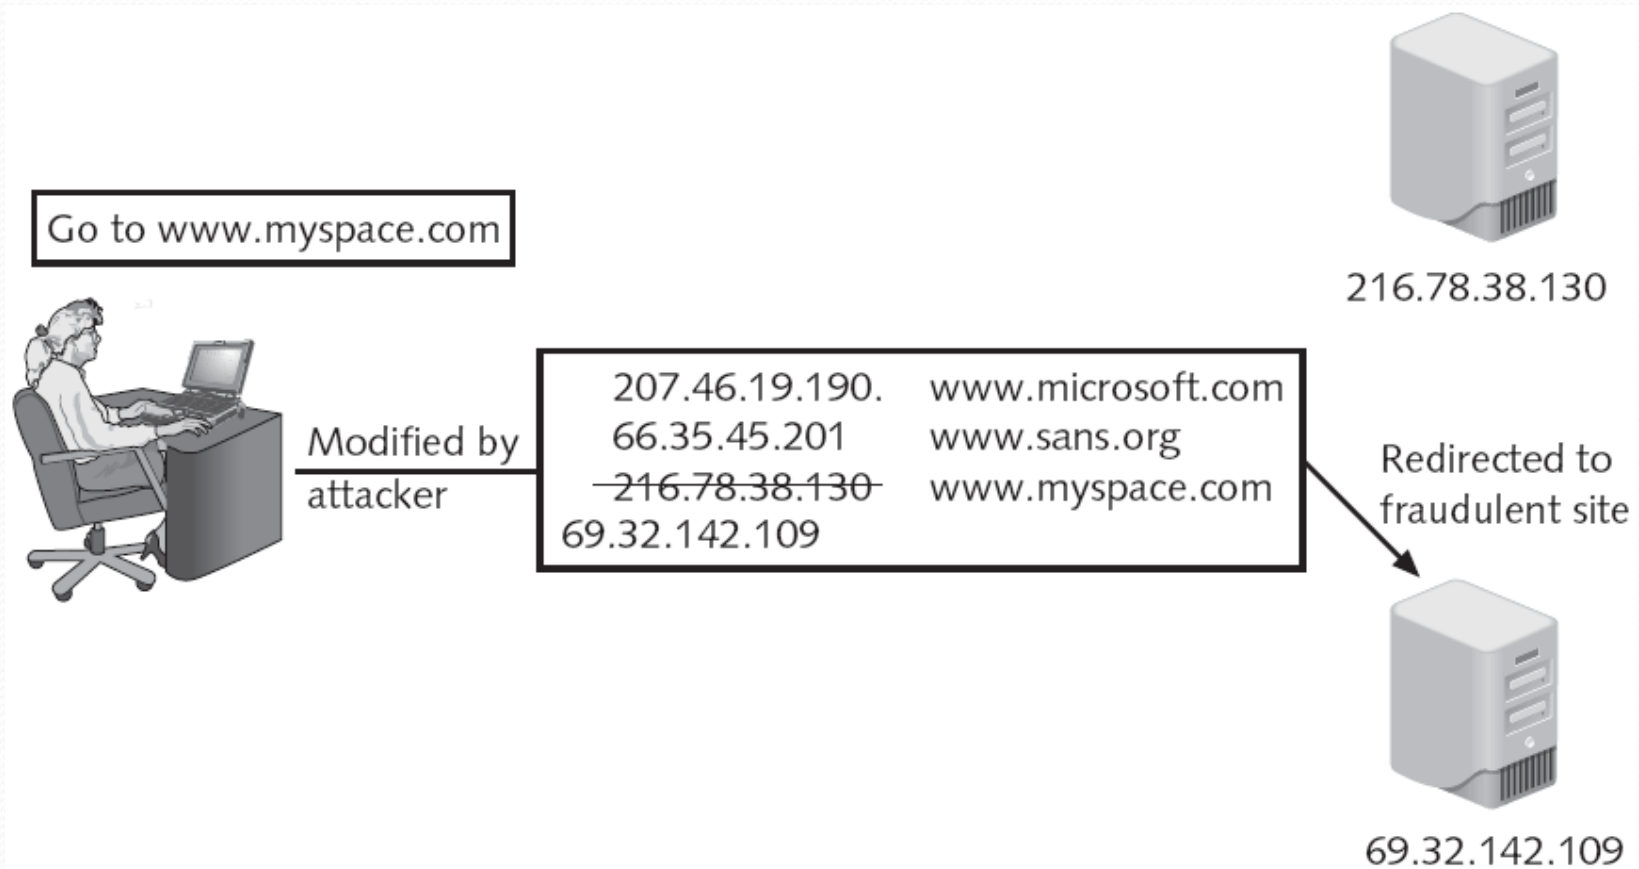 Go to www.myspace.com
216.78.38.130
Modified by
attacker
207.46.19.190. www.microsoft.com
66.35.45.201 www.sans.org
216.78.38.130 www.myspace.com
69.32.142.109
Redirected to
fraudulent site
69.32.142.109